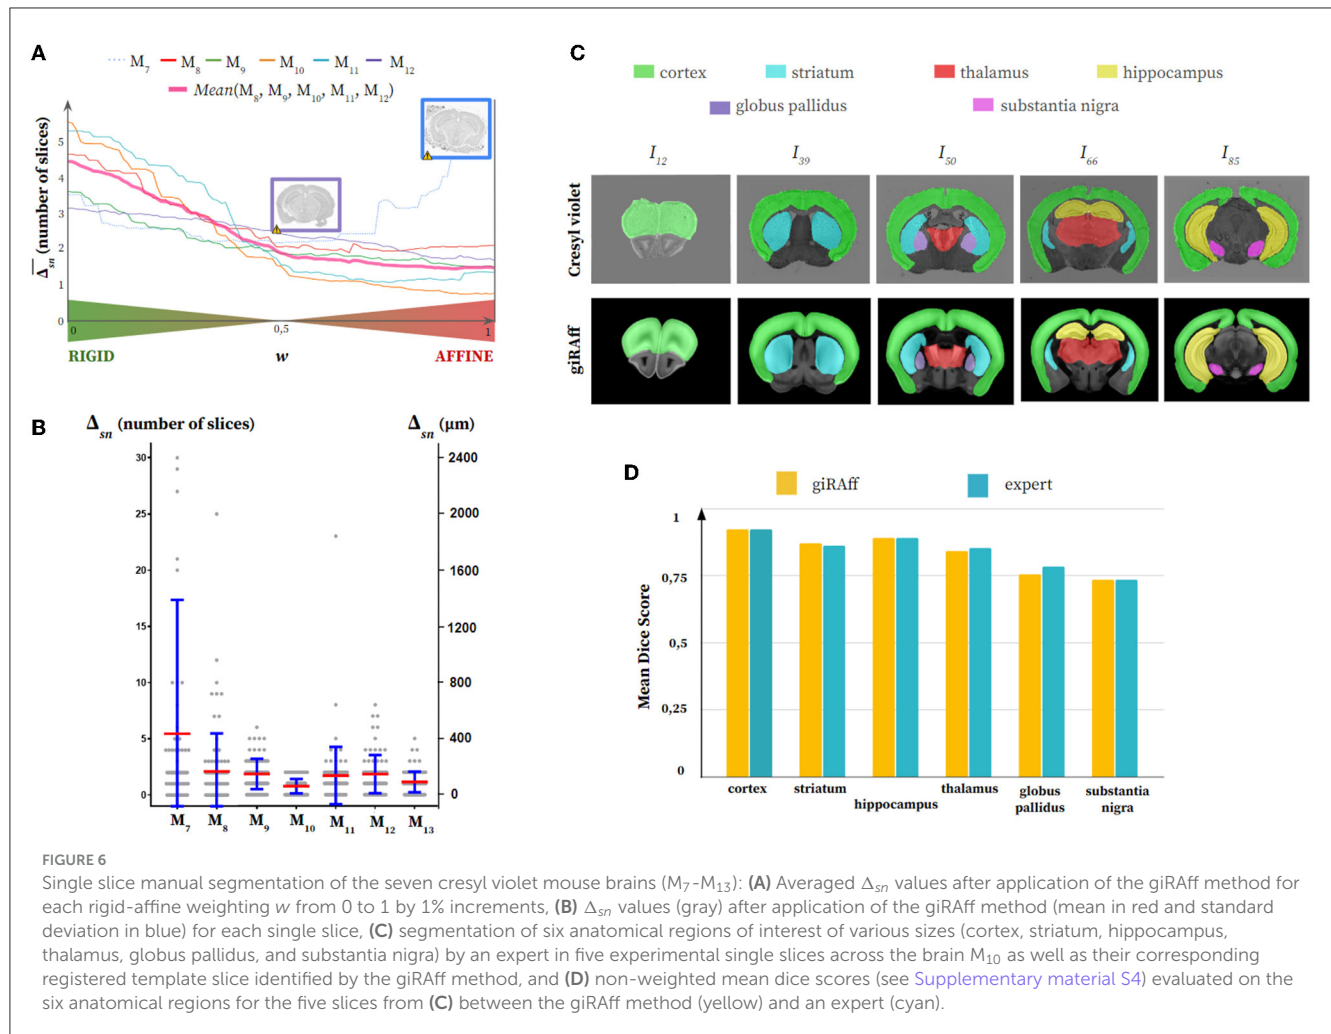 A
M7 M8 M9 M10 M11 M12
Mean(M8, M9, M10, M11, M12)
Δsn (number of slices)
5
4
3
2
1
0
0 0,5 1
RIGID w AFFINE
B
Δsn (number of slices) Δsn (μm)
30 2400
25 2000
20 1600
15 1200
10 800
5 400
0 0
M7 M8 M9 M10 M11 M12 M13
C
cortex striatum thalamus hippocampus
globus pallidus substantia nigra
I12 I39 I50 I66 I85
Cresyl violet
giRAff
D
giRAff expert
Mean Dice Score
1
0,75
0,5
0,25
0
cortex striatum hippocampus thalamus globus pallidus substantia nigra
FIGURE 6
Single slice manual segmentation of the seven cresyl violet mouse brains (M7-M13): (A) Averaged Δsn values after application of the giRAff method for
each rigid-affine weighting w from 0 to 1 by 1% increments, (B) Δsn values (gray) after application of the giRAff method (mean in red and standard
deviation in blue) for each single slice, (C) segmentation of six anatomical regions of interest of various sizes (cortex, striatum, hippocampus,
thalamus, globus pallidus, and substantia nigra) by an expert in five experimental single slices across the brain M10 as well as their corresponding
registered template slice identified by the giRAff method, and (D) non-weighted mean dice scores (see Supplementary material S4) evaluated on the
six anatomical regions for the five slices from (C) between the giRAff method (yellow) and an expert (cyan).